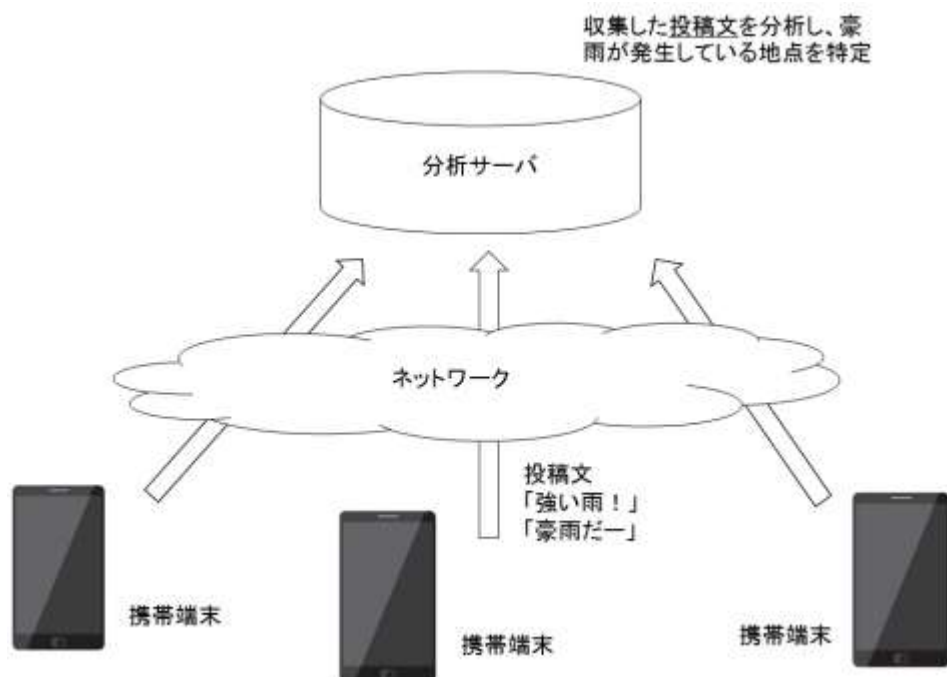 収集した投稿文を分析し、豪
雨が発生している地点を特定
分析サーバ
ネットワーク
投稿文
「強い雨！」
「豪雨だー」
携帯端末
携帯端末
携帯端末